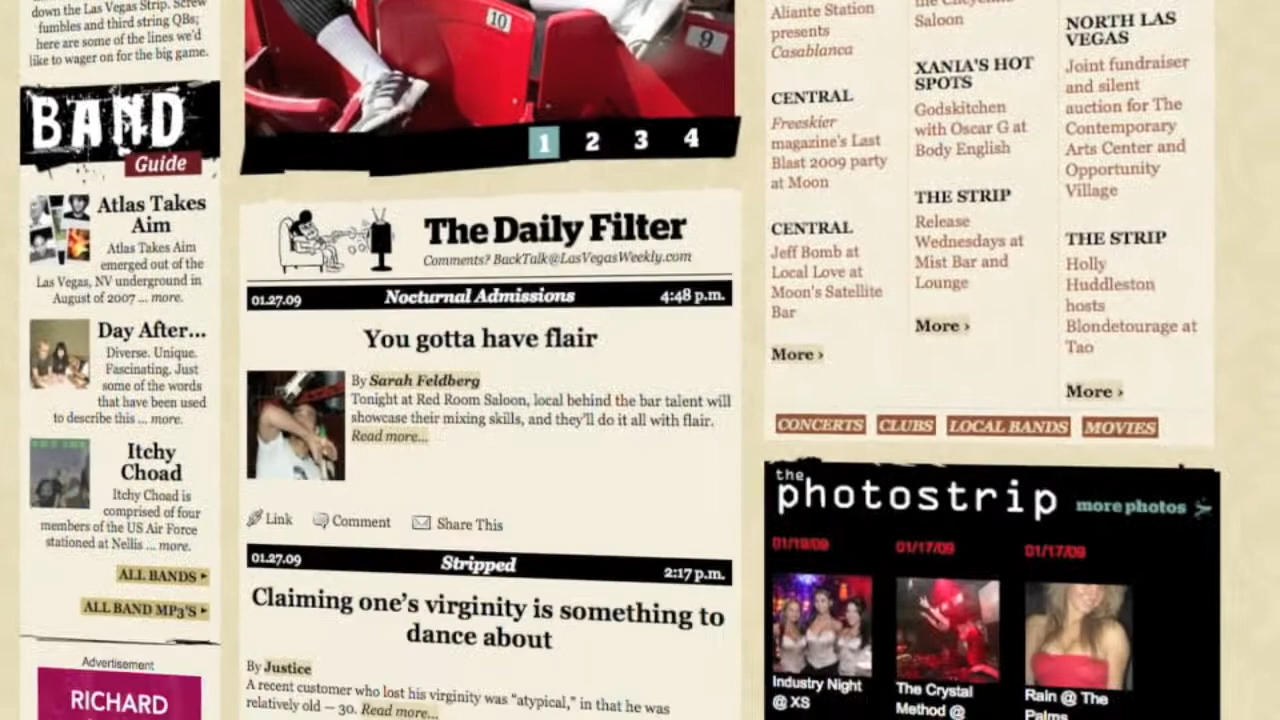 down the Las Vegas Strip. Screw
fumbles and third string QBs;
here are some of the lines we'd
like to wager on for the big game.
BAND
Guide
Atlas Takes
Aim
Atlas Takes Aim
emerged out of the
Las Vegas, NV underground in
August of 2007 ... more.
Day After...
Diverse. Unique.
Fascinating. Just
some of the words
that have been used
to describe this ... more.
Itchy
Choad
Itchy Choad is
comprised of four
members of the US Air Force
stationed at Nellis ... more.
ALL BANDS
ALL BAND MP3'S
Advertisement
RICHARD
10
9
1 2 3 4
The Daily Filter
Comments? BackTalk@LasVegasWeekly.com
01.27.09 Nocturnal Admissions 4:48 p.m.
You gotta have flair
By Sarah Feldberg
Tonight at Red Room Saloon, local behind the bar talent will
showcase their mixing skills, and they'll do it all with flair.
Read more...
Link Comment Share This
01.27.09 Stripped 2:17 p.m.
Claiming one's virginity is something to
dance about
By Justice
A recent customer who lost his virginity was "atypical," in that he was
relatively old — 30. Read more...
Aliante Station
presents
Casablanca
CENTRAL
Freeskier
magazine's Last
Blast 2009 party
at Moon
CENTRAL
Jeff Bomb at
Local Love at
Moon's Satellite
Bar
More ›
the Cheyenne
Saloon
XANIA'S HOT
SPOTS
Godskitchen
with Oscar G at
Body English
THE STRIP
Release
Wednesdays at
Mist Bar and
Lounge
More ›
NORTH LAS
VEGAS
Joint fundraiser
and silent
auction for The
Contemporary
Arts Center and
Opportunity
Village
THE STRIP
Holly
Huddleston
hosts
Blondetourage at
Tao
More ›
CONCERTS CLUBS LOCAL BANDS MOVIES
the
photostrip more photos
01/19/09 01/17/09 01/17/09
Industry Night
@ XS
The Crystal
Method @
Rain @ The
Palms